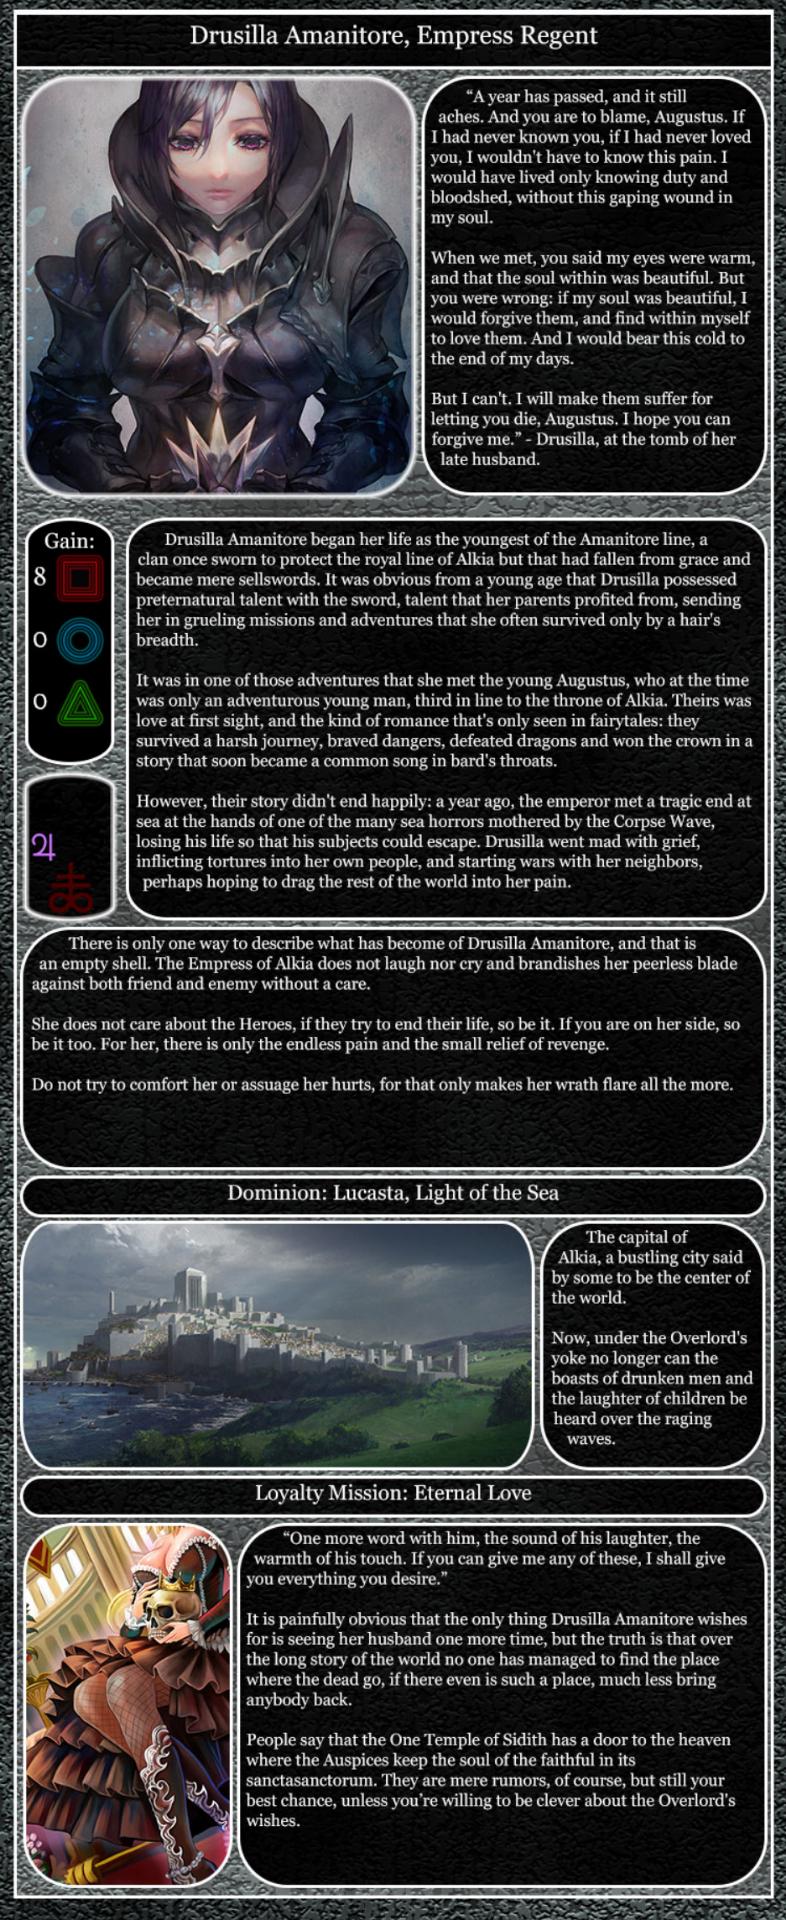 Drusilla Amanitore, Empress Regent
“A year has passed, and it still
aches. And you are to blame, Augustus. If
I had never known you, if I had never loved
you, I wouldn't have to know this pain. I
would have lived only knowing duty and
bloodshed, without this gaping wound in
my soul.
When we met, you said my eyes were warm,
and that the soul within was beautiful. But
you were wrong: if my soul was beautiful, I
would forgive them, and find within myself
to love them. And I would bear this cold to
the end of my days.
But I can't. I will make them suffer for
letting you die, Augustus. I hope you can
forgive me.” - Drusilla, at the tomb of her
late husband.
Gain:
8
0
0
Drusilla Amanitore began her life as the youngest of the Amanitore line, a
clan once sworn to protect the royal line of Alkia but that had fallen from grace and
became mere sellswords. It was obvious from a young age that Drusilla possessed
preternatural talent with the sword, talent that her parents profited from, sending
her in grueling missions and adventures that she often survived only by a hair's
breadth.
It was in one of those adventures that she met the young Augustus, who at the time
was only an adventurous young man, third in line to the throne of Alkia. Theirs was
love at first sight, and the kind of romance that's only seen in fairytales: they
survived a harsh journey, braved dangers, defeated dragons and won the crown in a
story that soon became a common song in bard's throats.
However, their story didn't end happily: a year ago, the emperor met a tragic end at
sea at the hands of one of the many sea horrors mothered by the Corpse Wave,
losing his life so that his subjects could escape. Drusilla went mad with grief,
inflicting tortures into her own people, and starting wars with her neighbors,
perhaps hoping to drag the rest of the world into her pain.
There is only one way to describe what has become of Drusilla Amanitore, and that is
an empty shell. The Empress of Alkia does not laugh nor cry and brandishes her peerless blade
against both friend and enemy without a care.
She does not care about the Heroes, if they try to end their life, so be it. If you are on her side, so
be it too. For her, there is only the endless pain and the small relief of revenge.
Do not try to comfort her or assuage her hurts, for that only makes her wrath flare all the more.
Dominion: Lucasta, Light of the Sea
The capital of
Alkia, a bustling city said
by some to be the center of
the world.
Now, under the Overlord's
yoke no longer can the
boasts of drunken men and
the laughter of children be
heard over the raging
waves.
Loyalty Mission: Eternal Love
“One more word with him, the sound of his laughter, the
warmth of his touch. If you can give me any of these, I shall give
you everything you desire.”
It is painfully obvious that the only thing Drusilla Amanitore wishes
for is seeing her husband one more time, but the truth is that over
the long story of the world no one has managed to find the place
where the dead go, if there even is such a place, much less bring
anybody back.
People say that the One Temple of Sidith has a door to the heaven
where the Auspices keep the soul of the faithful in its
sanctasanctorum. They are mere rumors, of course, but still your
best chance, unless you're willing to be clever about the Overlord's
wishes.